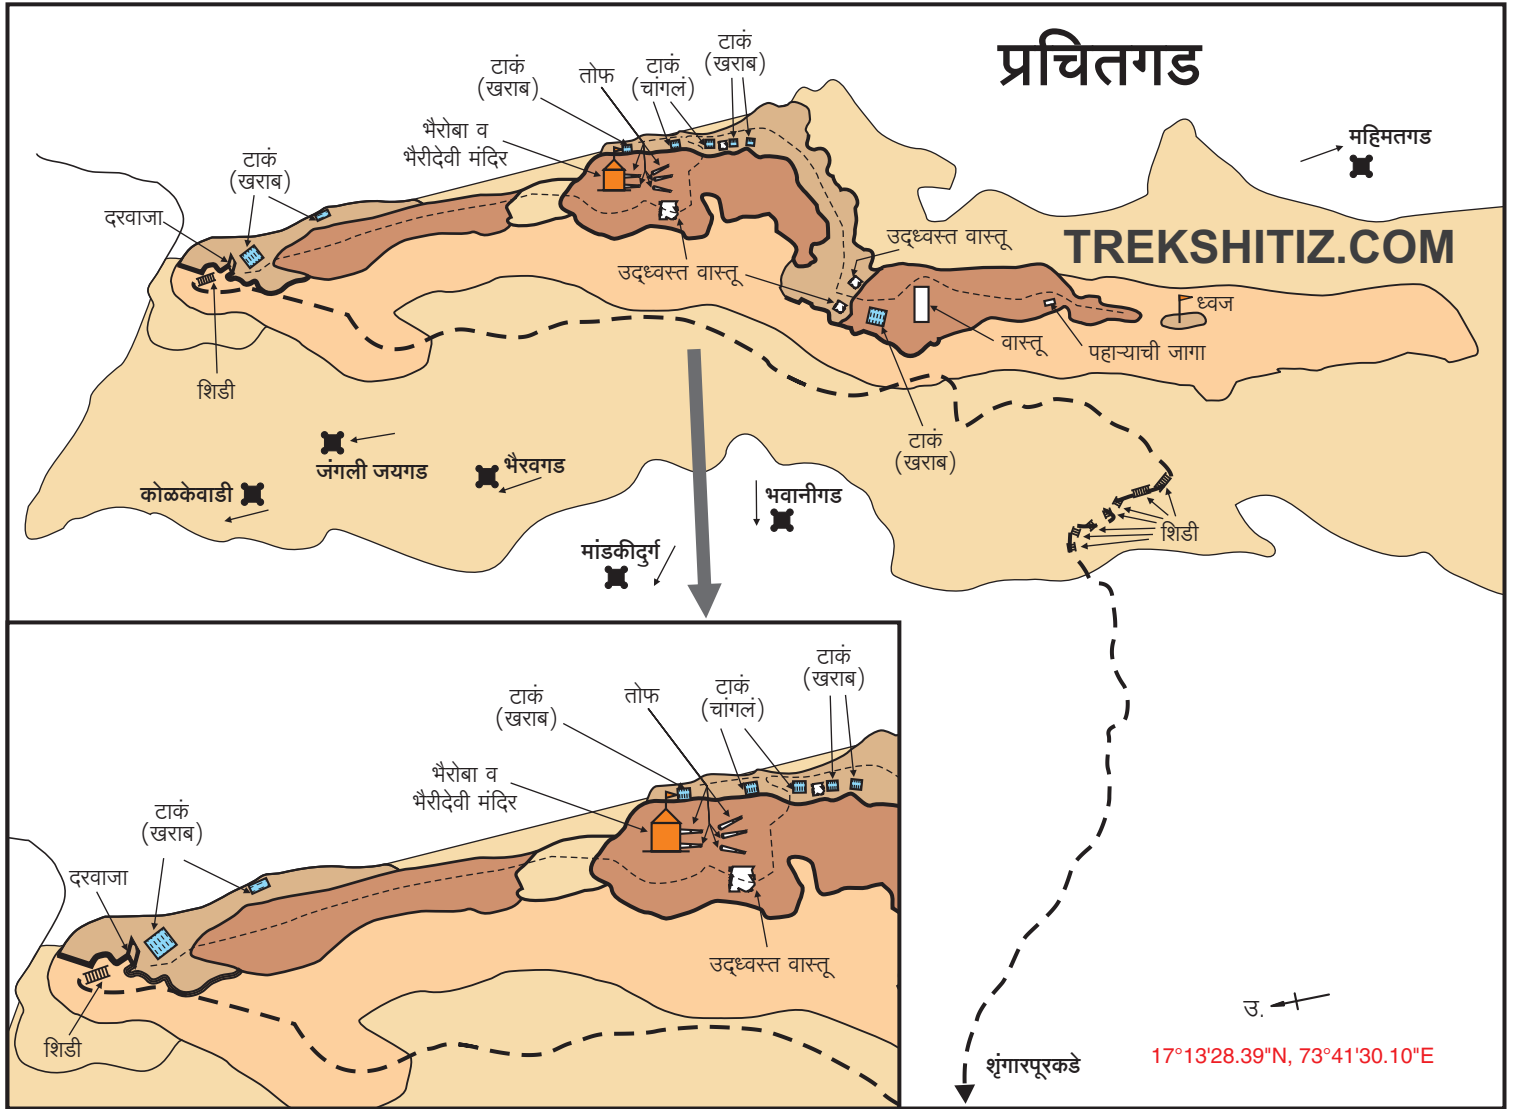 प्रचितगड
टाकं
(खराब)
टाकं
(खराब)
तोफ
टाकं
(चांगलं)
भैरोबा व
भैरीदेवी मंदिर
महिमतगड
टाकं
(खराब)
दरवाजा
उद्ध्वस्त वास्तू
TREKSHITIZ.COM
उद्ध्वस्त वास्तू
ध्वज
वास्तू
पहाऱ्याची जागा
शिडी
टाकं
(खराब)
जंगली जयगड
भैरवगड
कोळकेवाडी
भवानीगड
शिडी
मांडकीदुर्ग
टाकं
(खराब)
टाकं
(खराब)
तोफ
टाकं
(चांगलं)
भैरोबा व
भैरीदेवी मंदिर
टाकं
(खराब)
दरवाजा
उद्ध्वस्त वास्तू
शिडी
उ.
शृंगारपूरकडे
17°13'28.39"N, 73°41'30.10"E